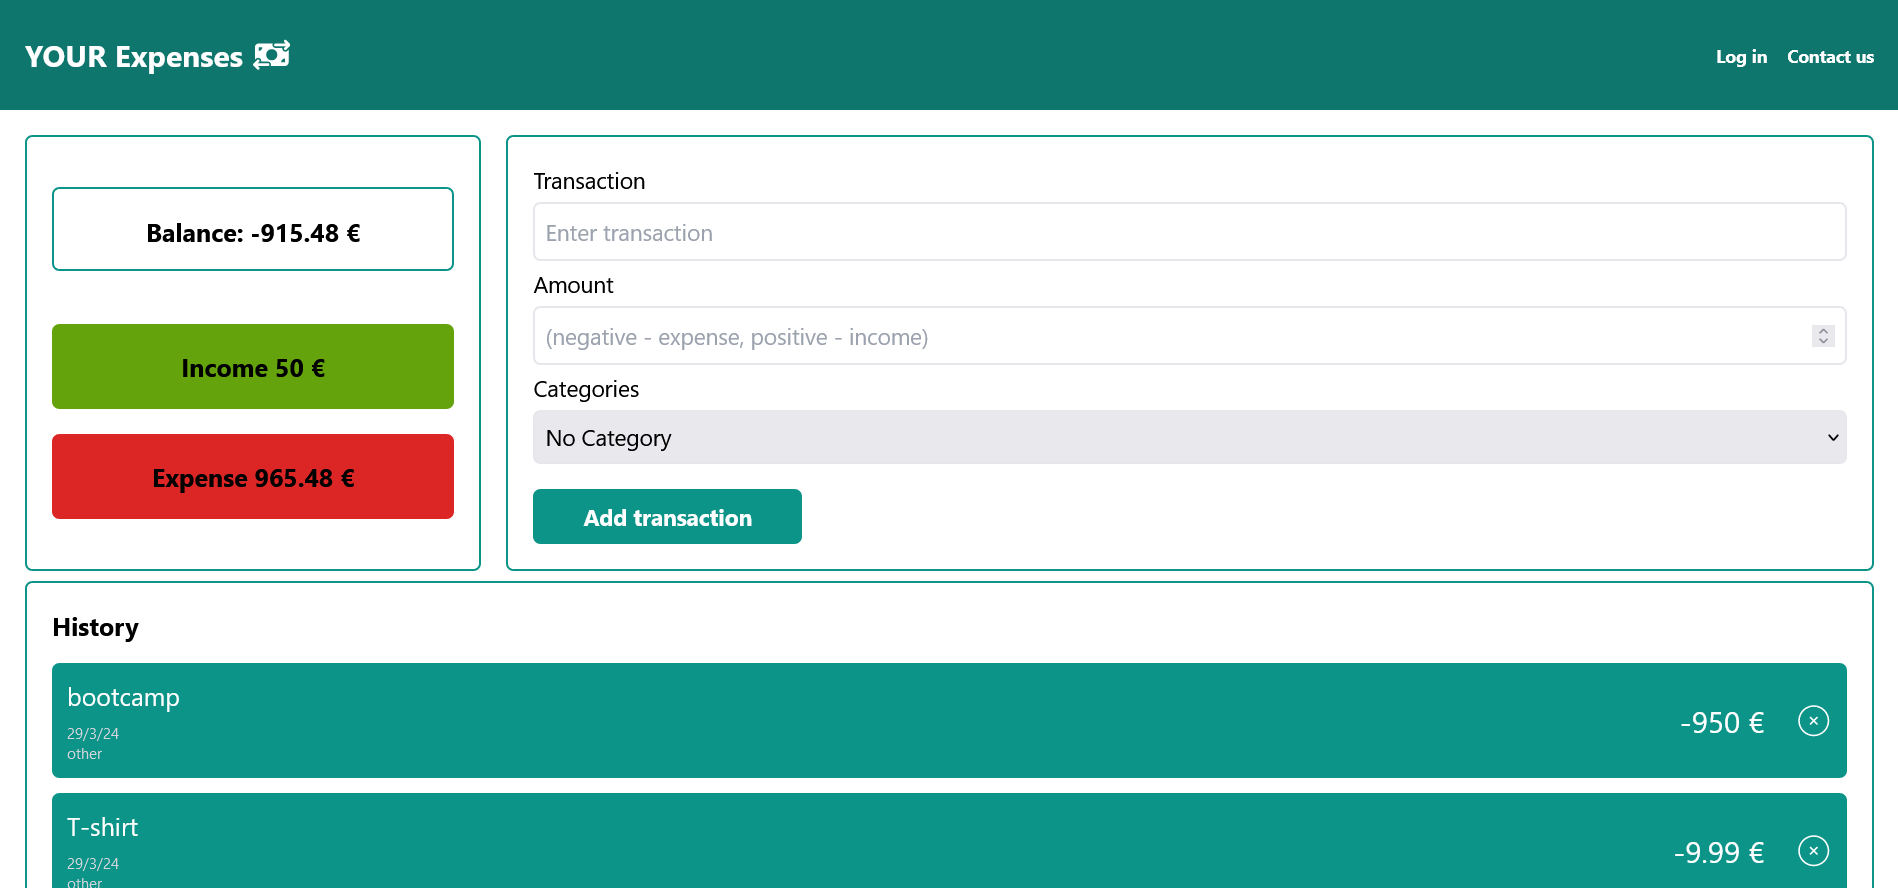 YOUR Expenses
Log in
Contact us
Balance: -915.48 €
Income 50 €
Expense 965.48 €
Transaction
Enter transaction
Amount
(negative - expense, positive - income)
Categories
No Category
Add transaction
History
bootcamp
29/3/24
other
-950 €
T-shirt
29/3/24
other
-9.99 €